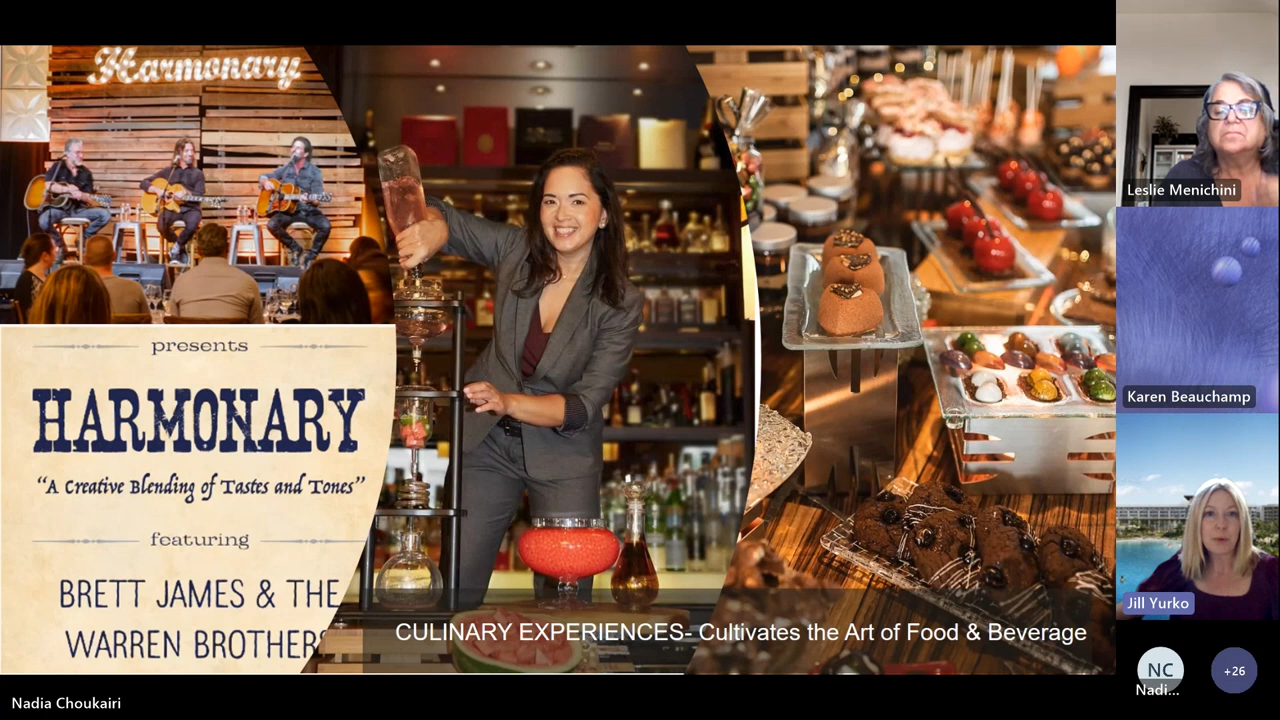 Harmonary
presents
HARMONARY
“A Creative Blending of Tastes and Tones”
featuring
BRETT JAMES & THE
WARREN BROTHERS
CULINARY EXPERIENCES- Cultivates the Art of Food & Beverage
Leslie Menichini
Karen Beauchamp
Jill Yurko
NC
Nadi...
+26
Nadia Choukairi